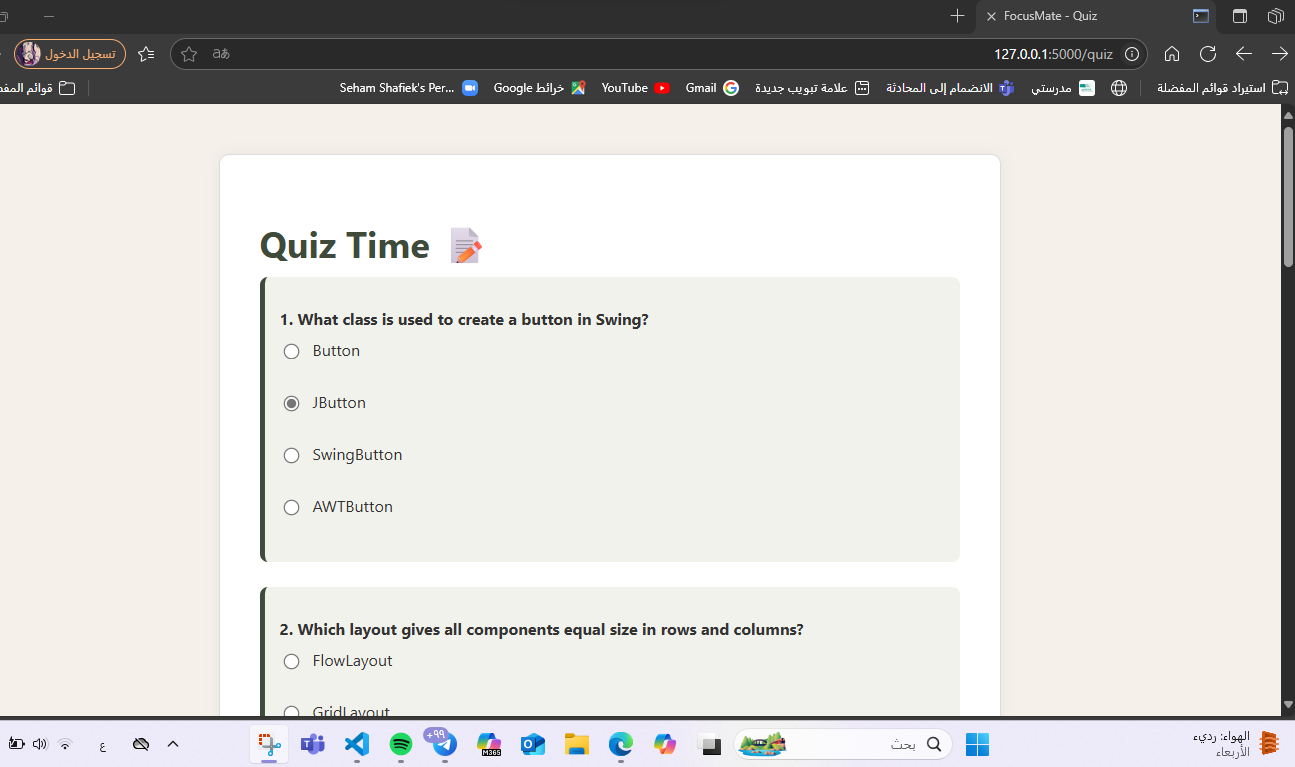 FocusMate - Quiz
تسجيل الدخول
aあ
127.0.0.1:5000/quiz
استيراد قوائم المفضلة
مدرستي
الانضمام إلى المحادثة
علامة تبويب جديدة
Gmail
YouTube
خرائط Google
Seham Shafiek's Per...
Quiz Time
1. What class is used to create a button in Swing?
Button
JButton
SwingButton
AWTButton
2. Which layout gives all components equal size in rows and columns?
FlowLayout
GridLayout
الهواء: رديء
الأربعاء
بحث
M365
+٩٩
ع